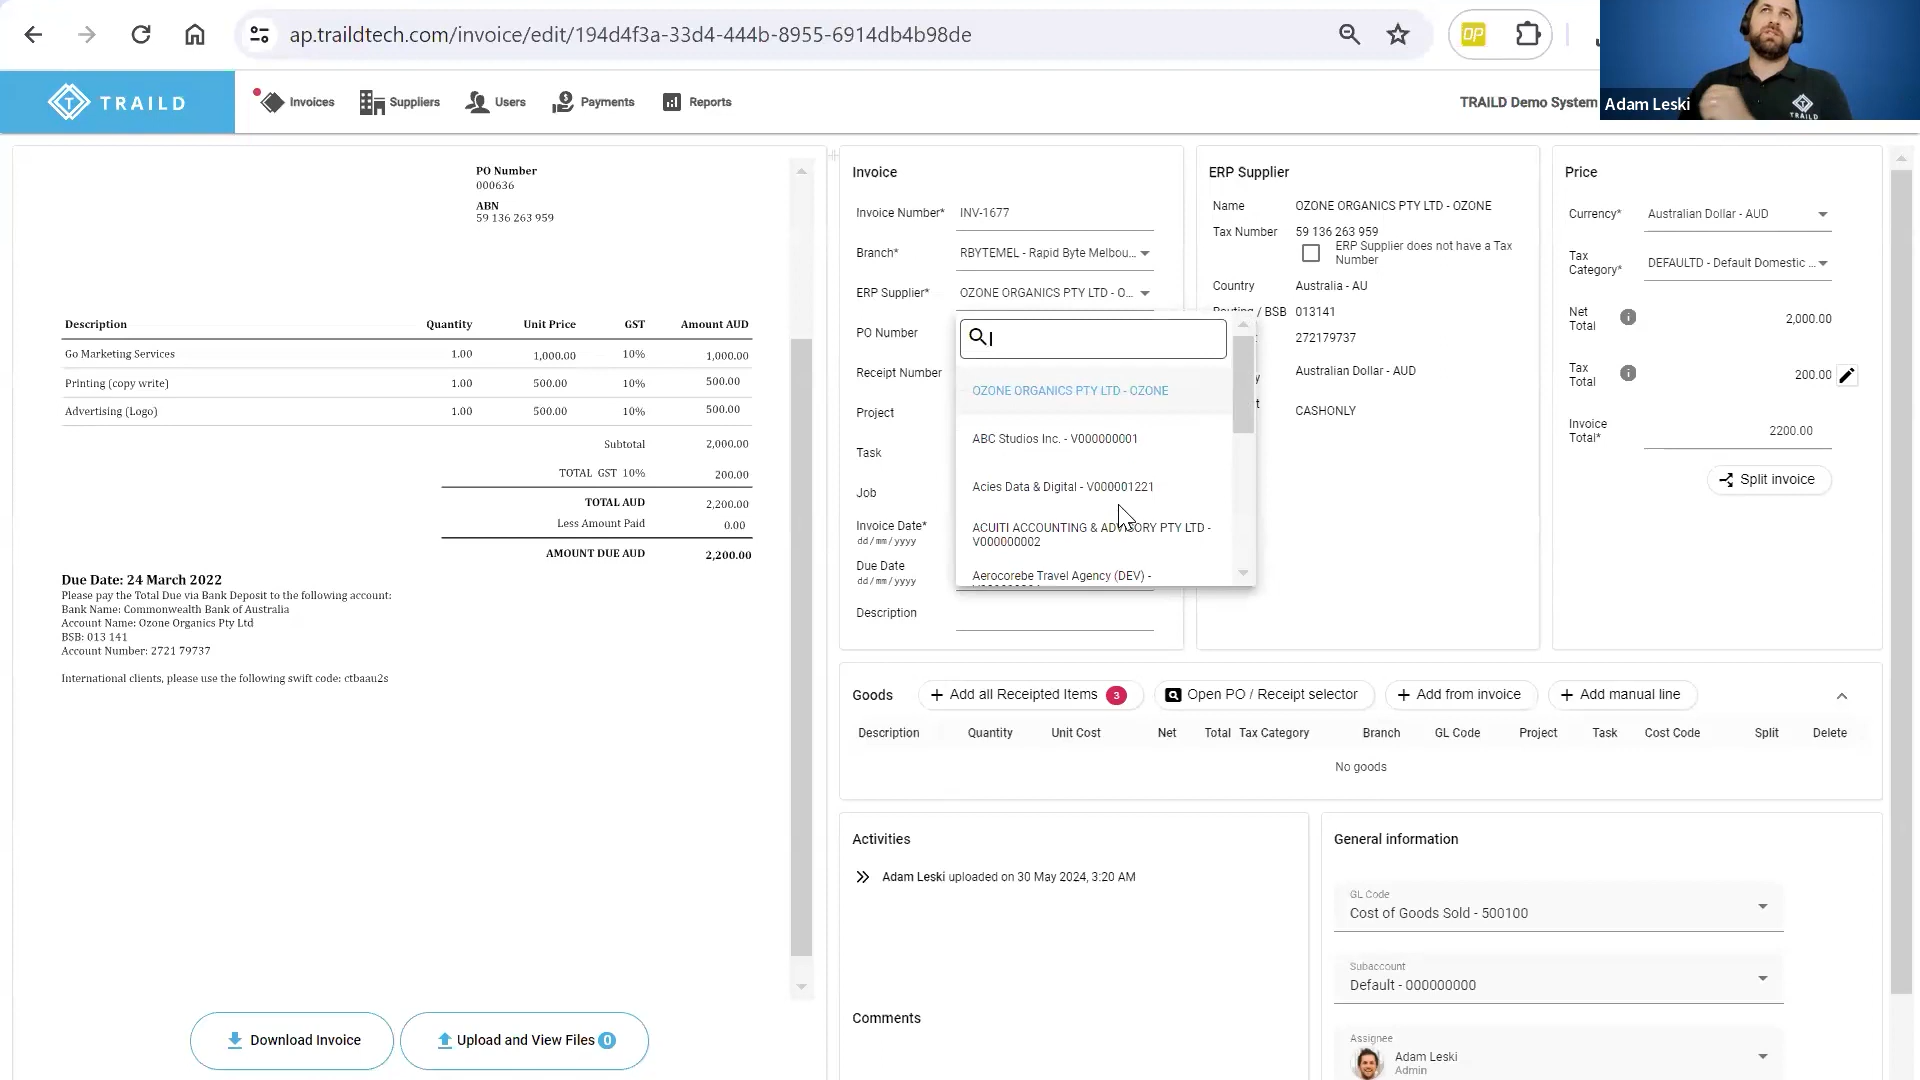 ap.traildtech.com/invoice/edit/194d4f3a-33d4-444b-8955-6914db4b98de
OP
TRAILD
Invoices
Suppliers
Users
Payments
Reports
TRAILD Demo System
Adam Leski
TRAILD
PO Number
000636
ABN
59 136 263 959
Description Quantity Unit Price GST Amount AUD
Go Marketing Services 1.00 1,000.00 10% 1,000.00
Printing (copy write) 1.00 500.00 10% 500.00
Advertising (Logo) 1.00 500.00 10% 500.00
Subtotal 2,000.00
TOTAL GST 10% 200.00
TOTAL AUD 2,200.00
Less Amount Paid 0.00
AMOUNT DUE AUD 2,200.00
Due Date: 24 March 2022
Please pay the Total Due via Bank Deposit to the following account:
Bank Name: Commonwealth Bank of Australia
Account Name: Ozone Organics Pty Ltd
BSB: 013 141
Account Number: 2721 79737
International clients, please use the following swift code: ctbaau2s
Download Invoice
Upload and View Files 0
Invoice
Invoice Number* INV-1677
Branch* RBYTEMEL - Rapid Byte Melbou...
ERP Supplier* OZONE ORGANICS PTY LTD - O...
PO Number
Receipt Number
Project
Task
Job
Invoice Date*
dd/mm/yyyy
Due Date
dd/mm/yyyy
Description
OZONE ORGANICS PTY LTD - OZONE
ABC Studios Inc. - V000000001
Acies Data & Digital - V000001221
ACUITI ACCOUNTING & ADVISORY PTY LTD -
V000000002
Aerocorebe Travel Agency (DEV) -
ERP Supplier
Name OZONE ORGANICS PTY LTD - OZONE
Tax Number 59 136 263 959
ERP Supplier does not have a Tax
Number
Country Australia - AU
/ BSB 013141
272179737
Australian Dollar - AUD
CASHONLY
Price
Currency* Australian Dollar - AUD
Tax
Category* DEFAULTD - Default Domestic ...
Net
Total 2,000.00
Tax
Total 200.00
Invoice
Total* 2200.00
Split invoice
Goods
Add all Receipted Items 3
Open PO / Receipt selector
Add from invoice
Add manual line
Description Quantity Unit Cost Net Total Tax Category Branch GL Code Project Task Cost Code Split Delete
No goods
Activities
Adam Leski uploaded on 30 May 2024, 3:20 AM
Comments
General information
GL Code
Cost of Goods Sold - 500100
Subaccount
Default - 000000000
Assignee
Adam Leski
Admin